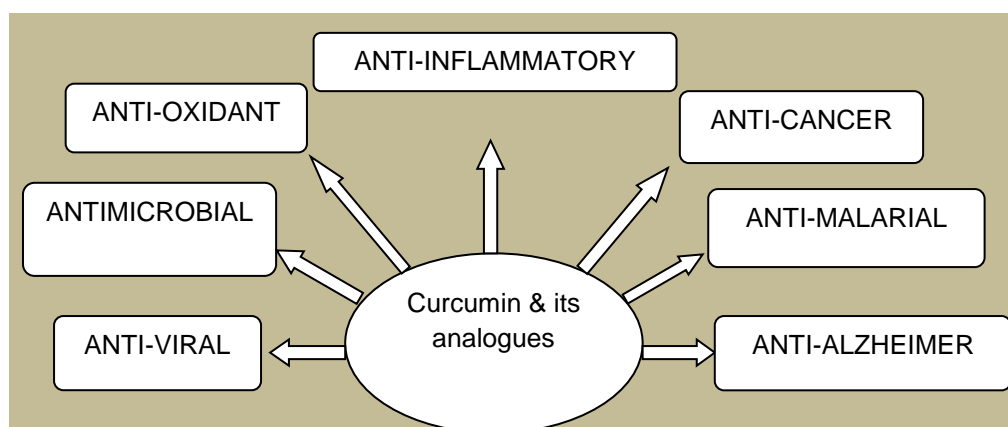 ANTI-INFLAMMATORY
ANTI-OXIDANT
ANTI-CANCER
ANTIMICROBIAL
ANTI-MALARIAL
Curcumin & its
analogues
ANTI-VIRAL
ANTI-ALZHEIMER